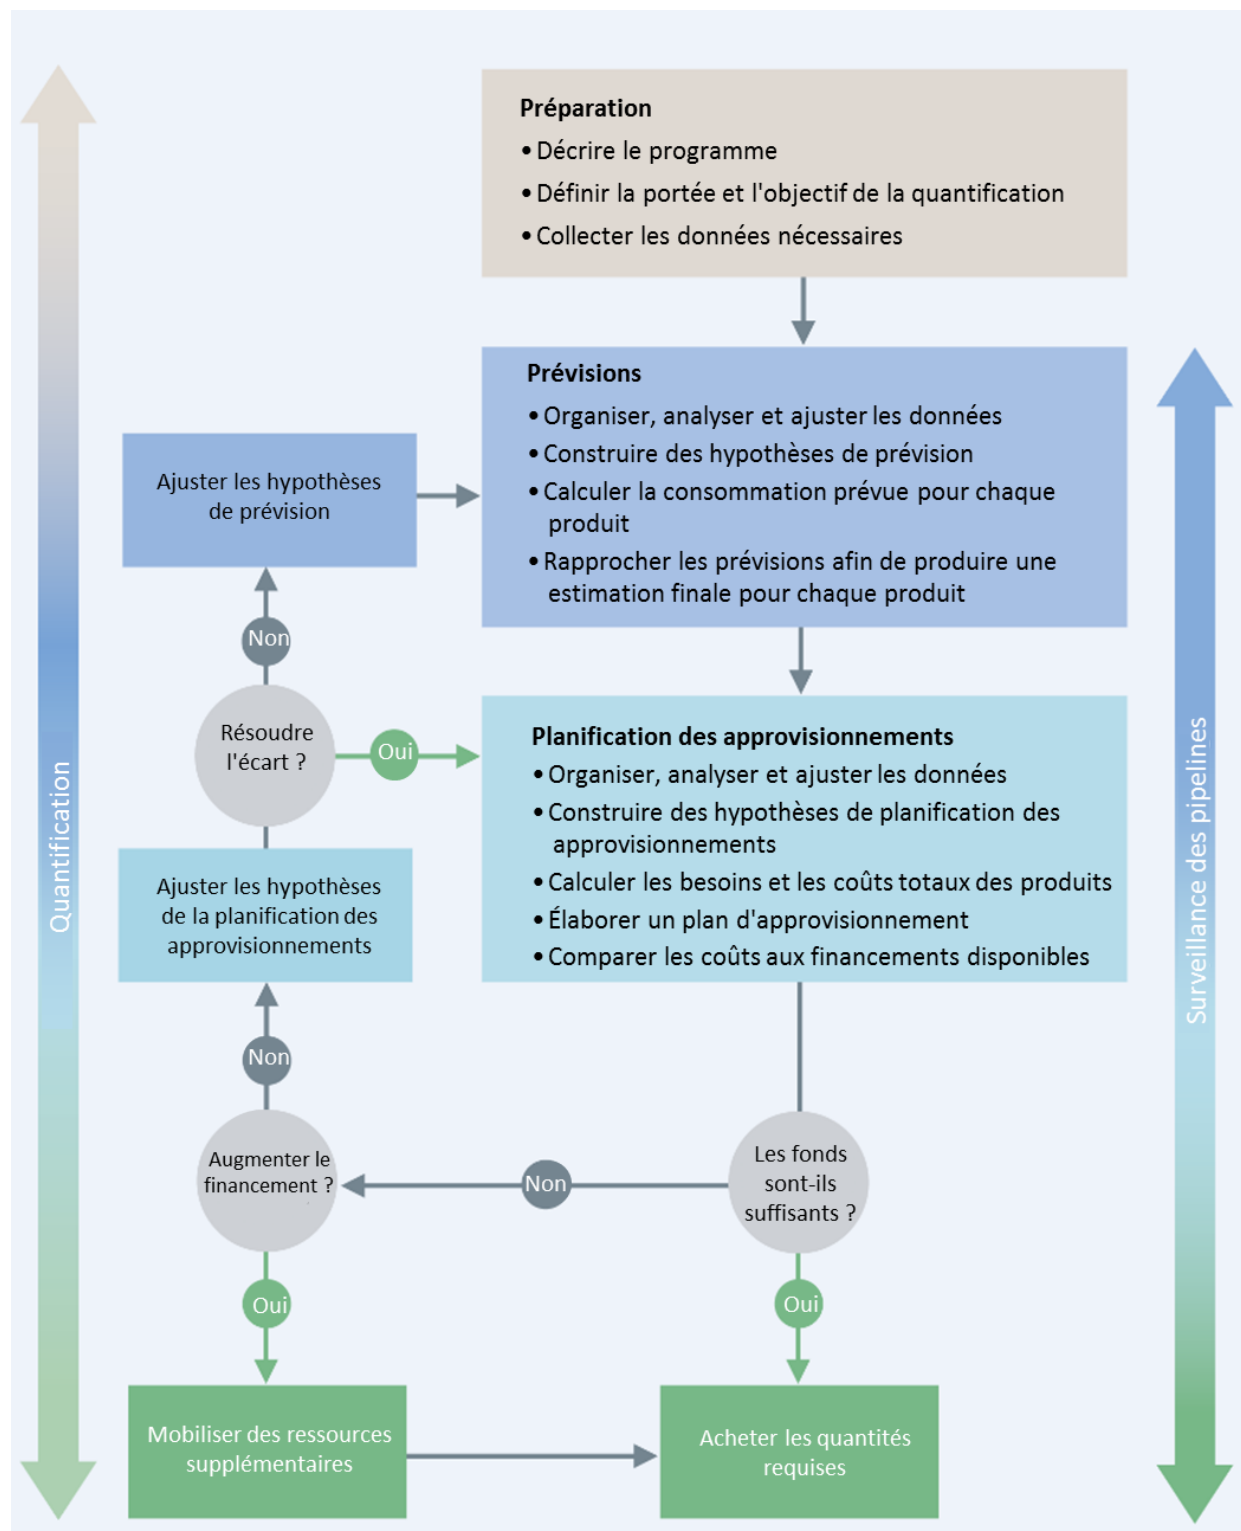 Préparation
• Décrire le programme
• Définir la portée et l'objectif de la quantification
• Collecter les données nécessaires
Prévisions
• Organiser, analyser et ajuster les données
• Construire des hypothèses de prévision
• Calculer la consommation prévue pour chaque
produit
• Rapprocher les prévisions afin de produire une
estimation finale pour chaque produit
Ajuster les hypothèses
de prévision
Non
Résoudre
l'écart ?
Oui
Planification des approvisionnements
• Organiser, analyser et ajuster les données
• Construire des hypothèses de planification des
approvisionnements
• Calculer les besoins et les coûts totaux des produits
• Élaborer un plan d'approvisionnement
• Comparer les coûts aux financements disponibles
Ajuster les hypothèses
de la planification des
approvisionnements
Non
Augmenter le
financement ?
Non
Les fonds
sont-ils
suffisants ?
Oui
Oui
Mobiliser des ressources
supplémentaires
Acheter les quantités
requises
Quantification
Surveillance des pipelines